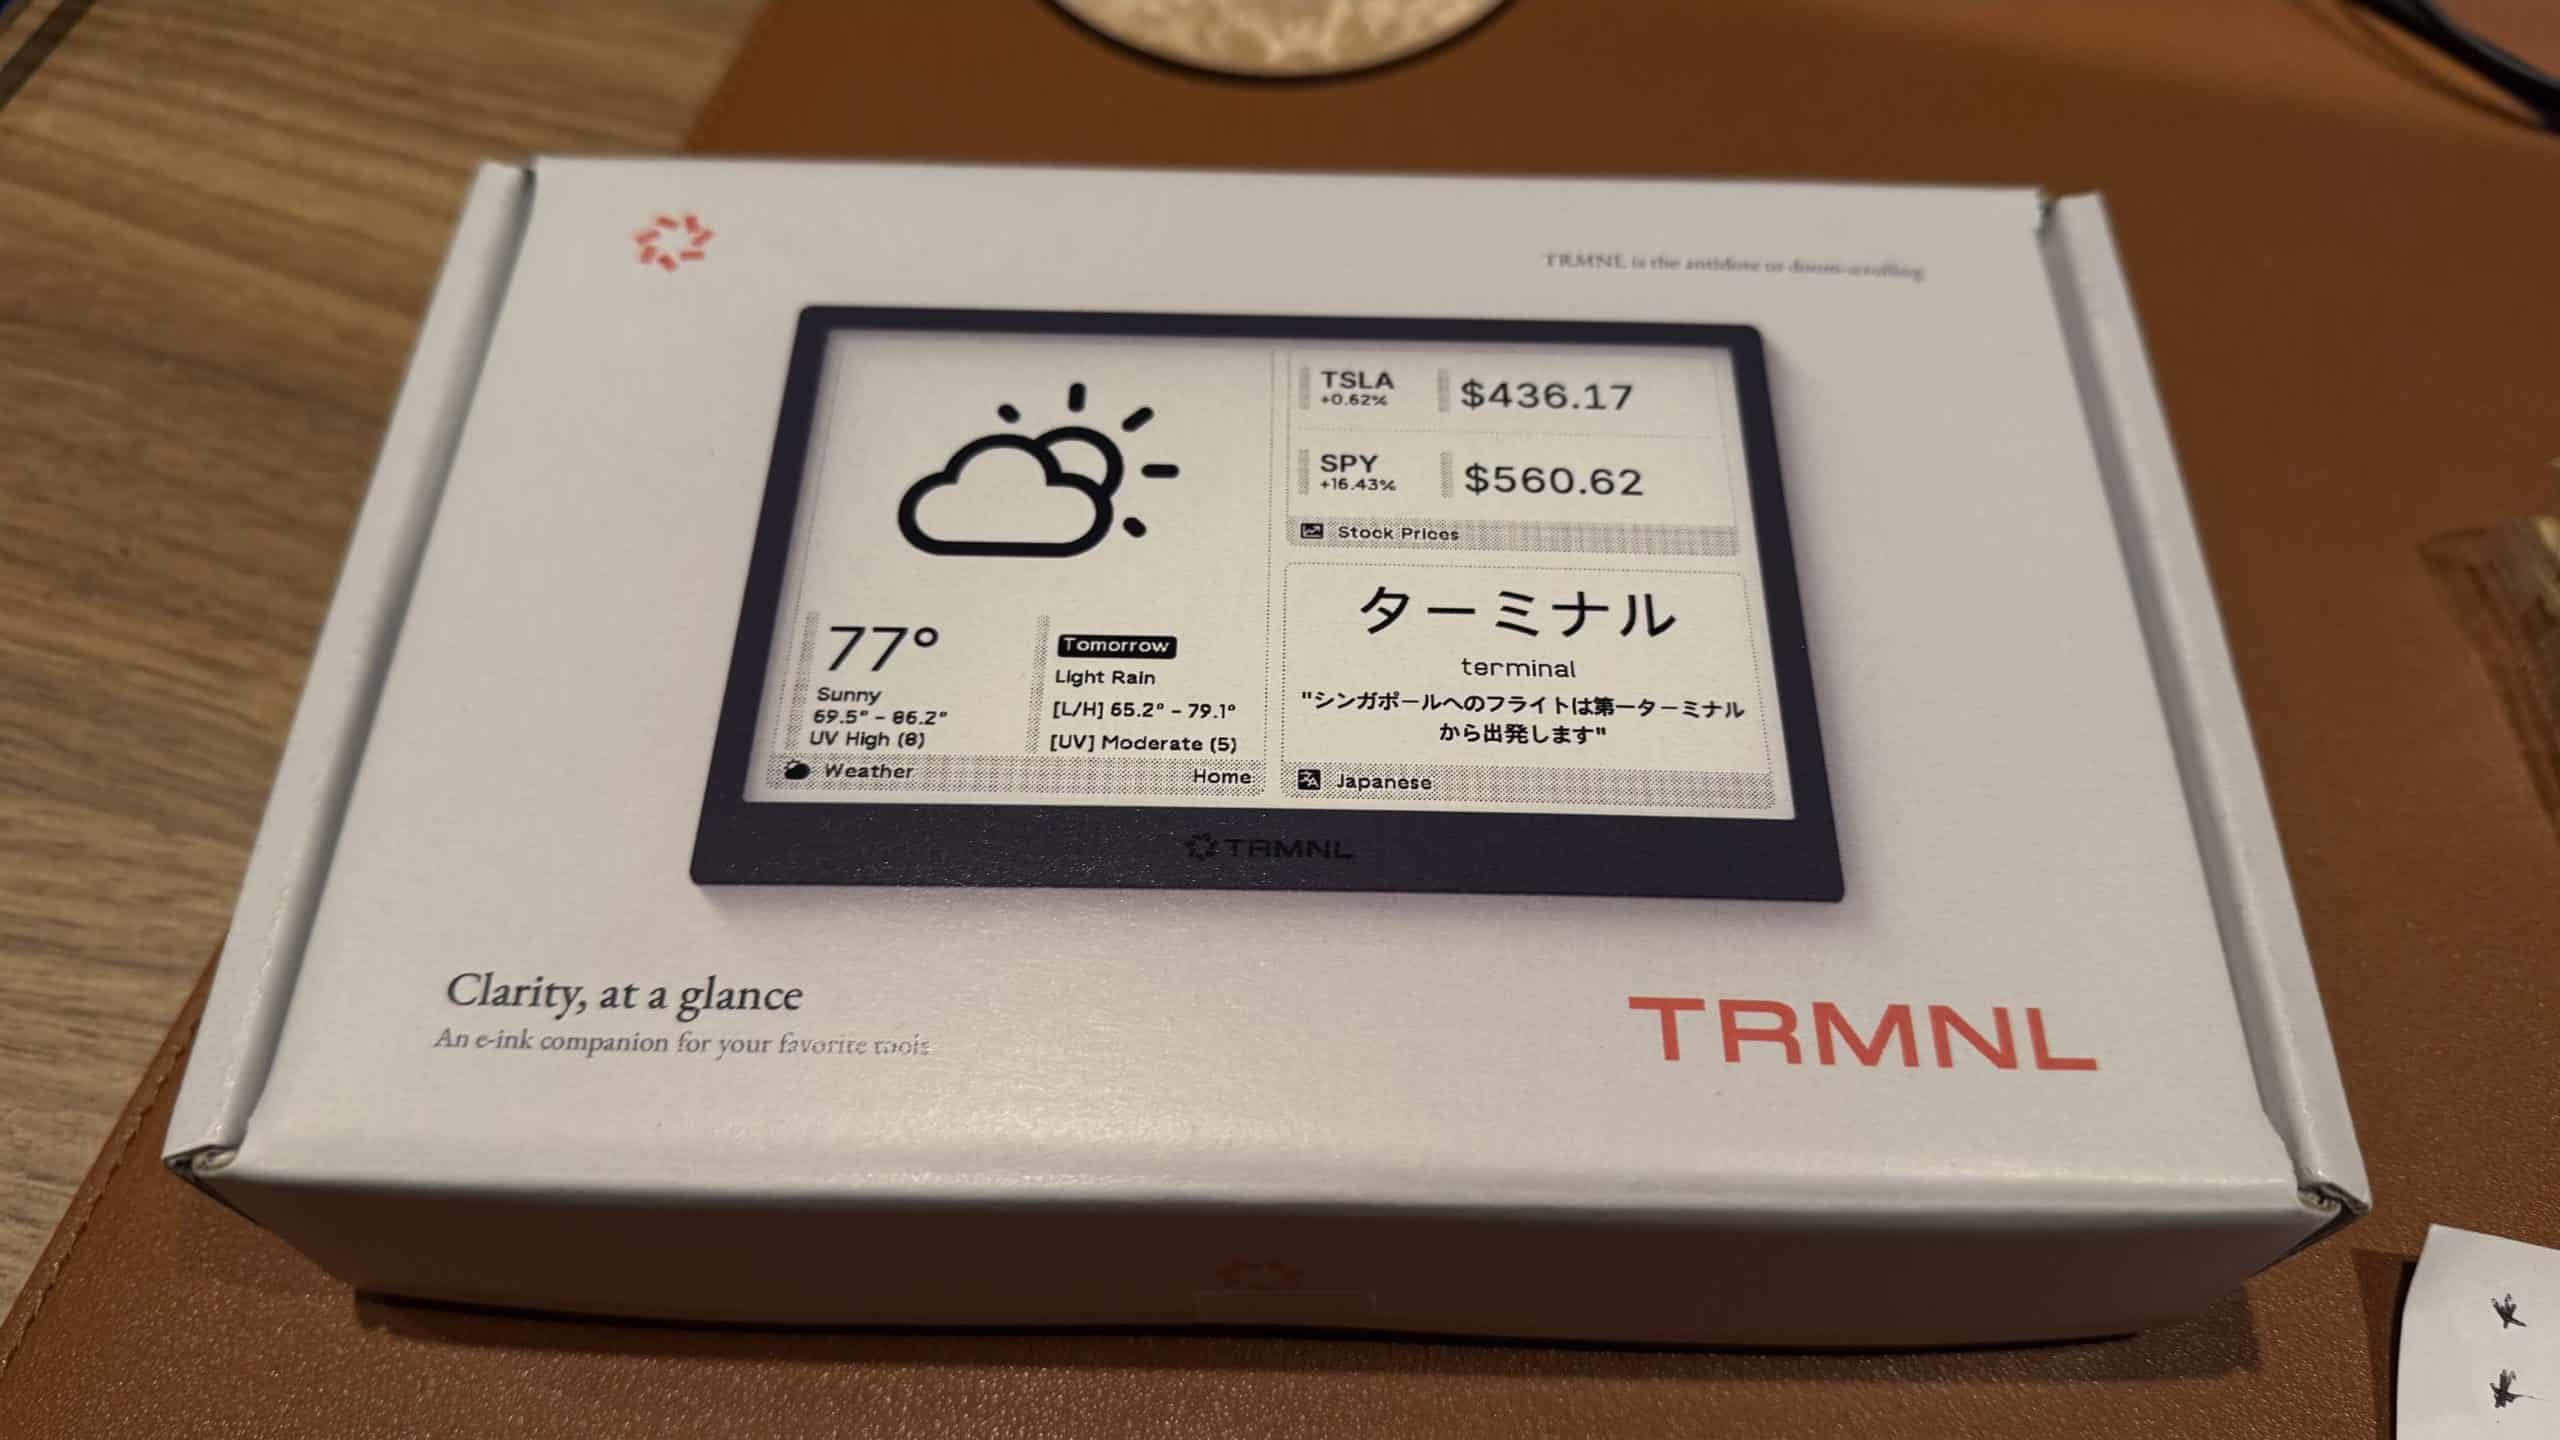 TRMNL is the antidote to doom-scrolling
TSLA
+0.62%
$436.17
SPY
+16.43%
$560.62
Stock Prices
77°
Sunny
69.5° - 86.2°
UV High (8)
Tomorrow
Light Rain
[L/H] 65.2° - 79.1°
[UV] Moderate (5)
Weather
Home
ターミナル
terminal
"シンガポールへのフライトは第一ターミナル
から出発します"
Japanese
TRMNL
Clarity, at a glance
An e-ink companion for your favorite tools
TRMNL